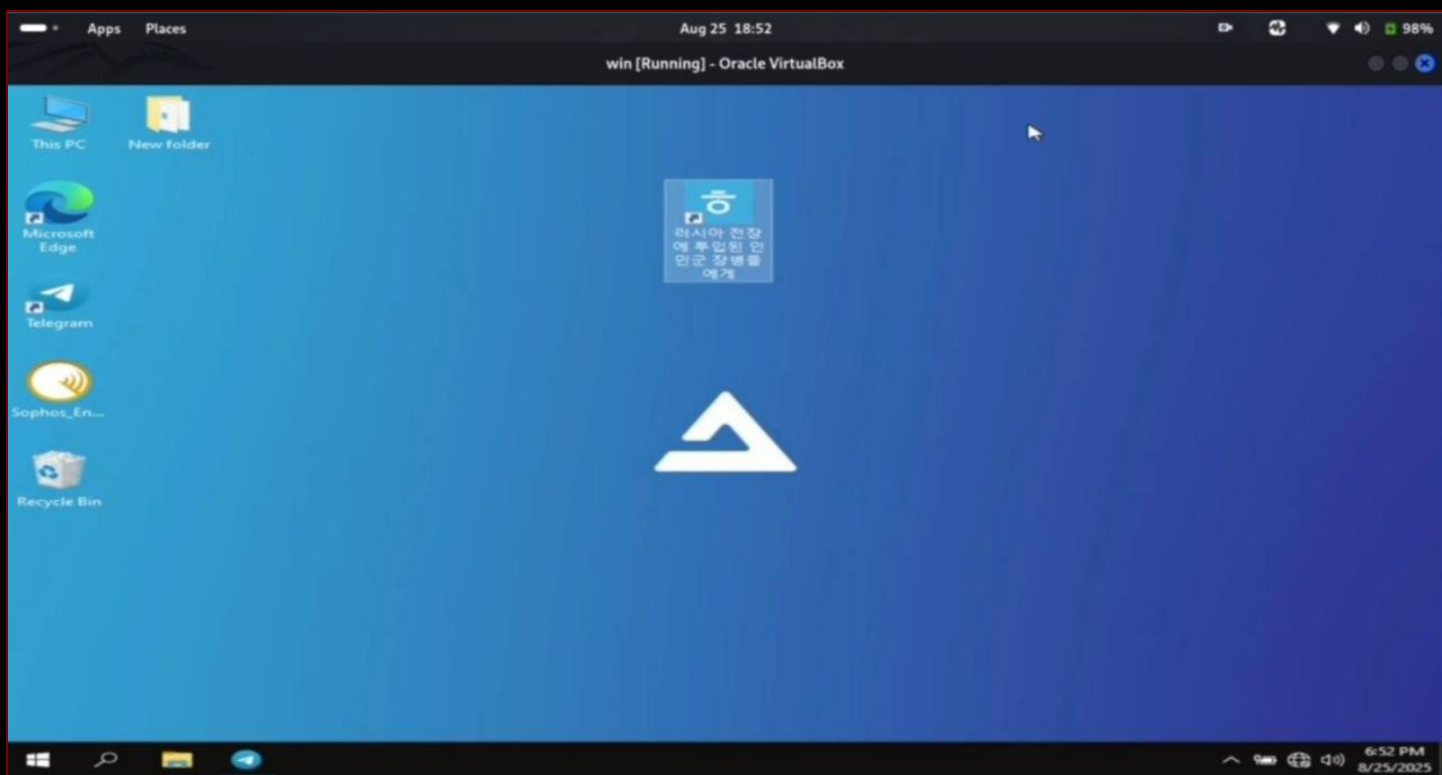 Apps Places
Aug 25 18:52
98%
win [Running] - Oracle VirtualBox
This PC
New folder
Microsoft
Edge
Telegram
Sophos_En...
Recycle Bin
ㅎ
러시아 전장
에 투입된 인
민군 장병들
에게
6:52 PM
8/25/2025